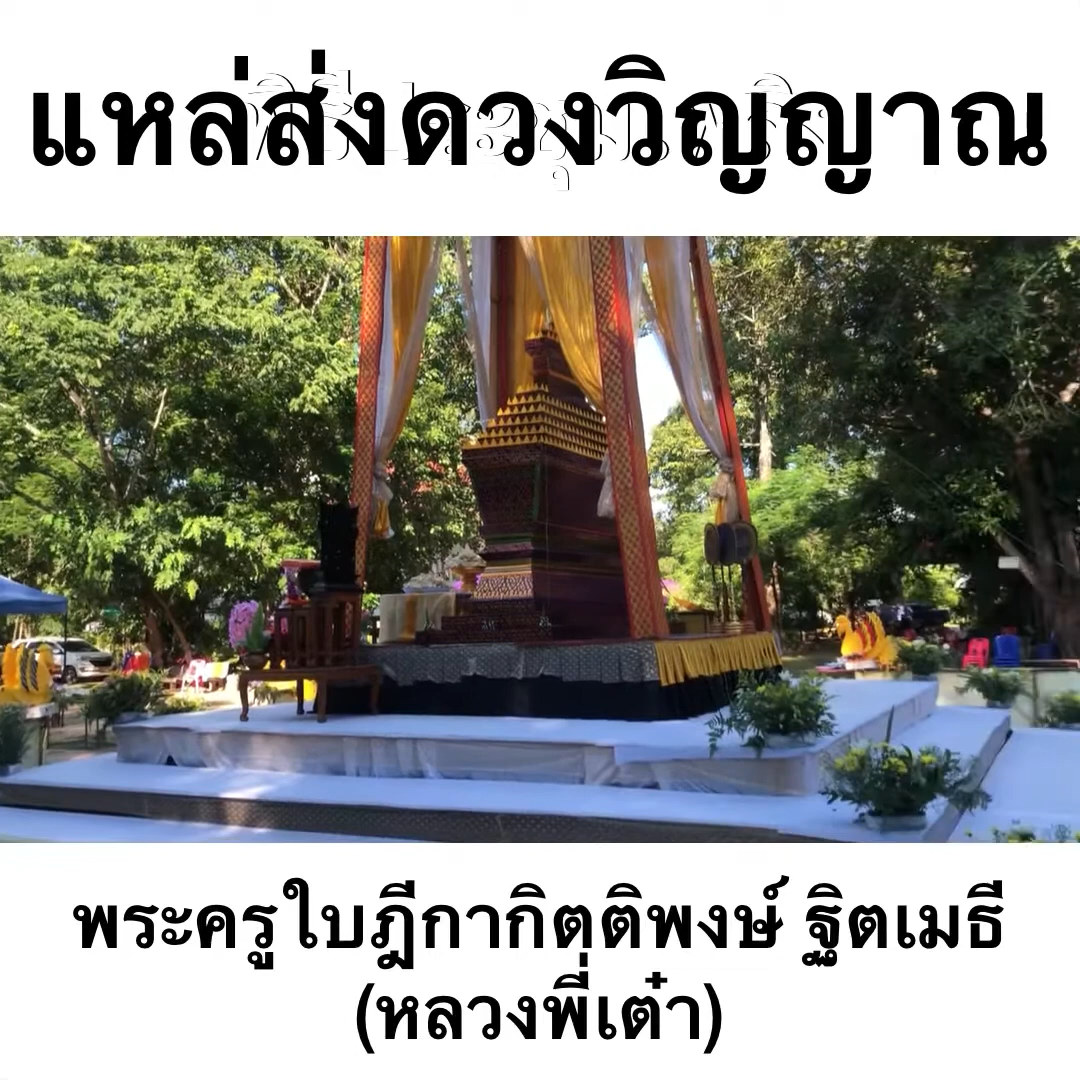 แหล่ส่งดวงวิญญาณ
พระครูใบฎีกากิตติพงษ์ ฐิตเมธี
(หลวงพี่เต๋า)